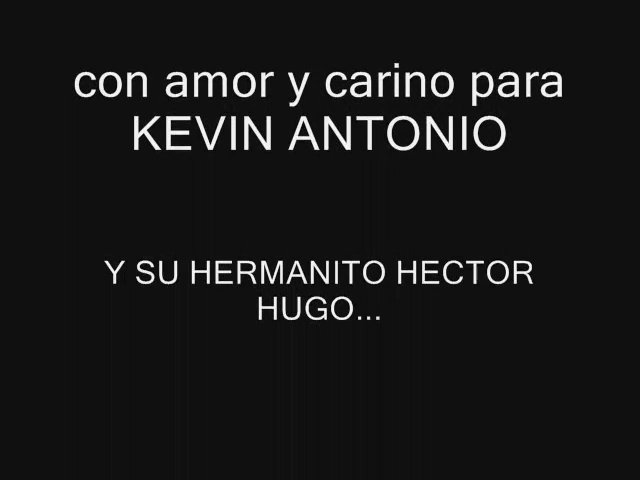 con amor y carino para
KEVIN ANTONIO
Y SU HERMANITO HECTOR
HUGO...